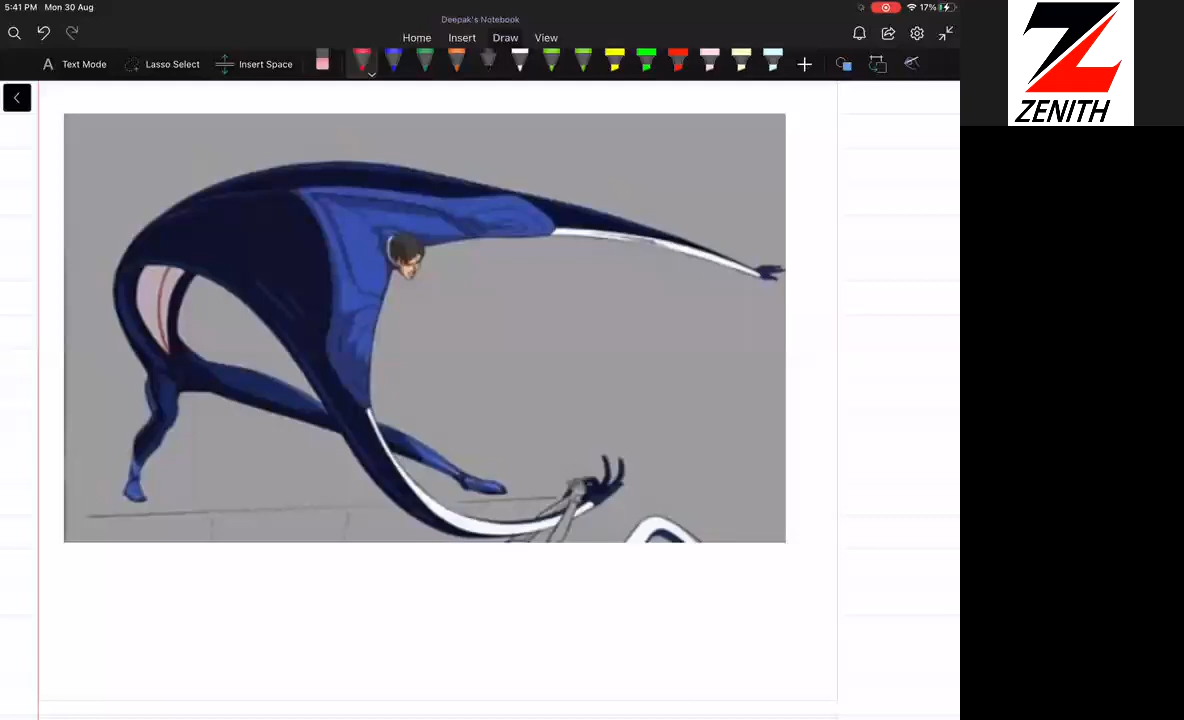 5:41 PM Mon 30 Aug
17%
Deepak's Notebook
Home Insert Draw View
A Text Mode Lasso Select Insert Space
ZENITH